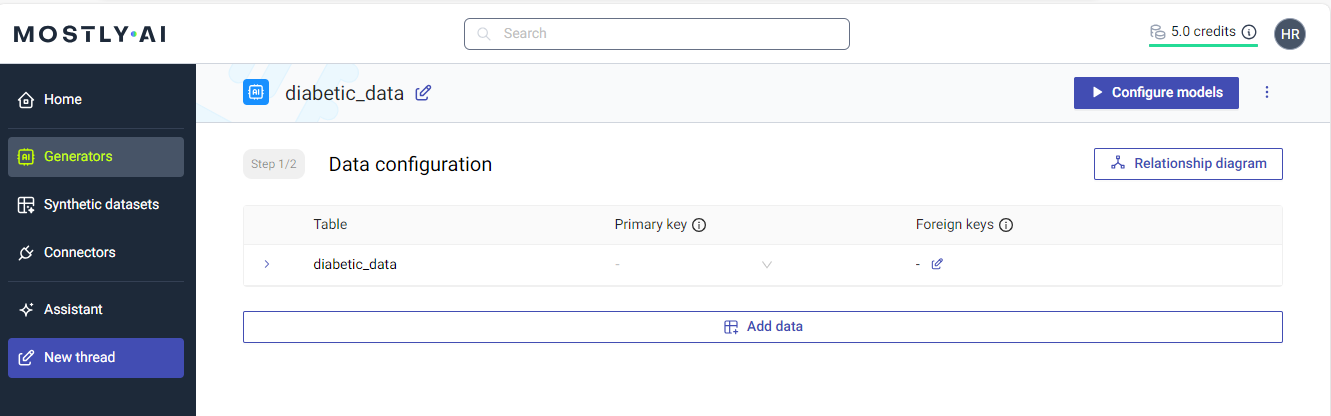 MOSTLY·AI
Search
5.0 credits
HR
Home
Generators
Synthetic datasets
Connectors
Assistant
New thread
AI
diabetic_data
Configure models
Step 1/2
Data configuration
Relationship diagram
Table Primary key Foreign keys
diabetic_data - -
Add data